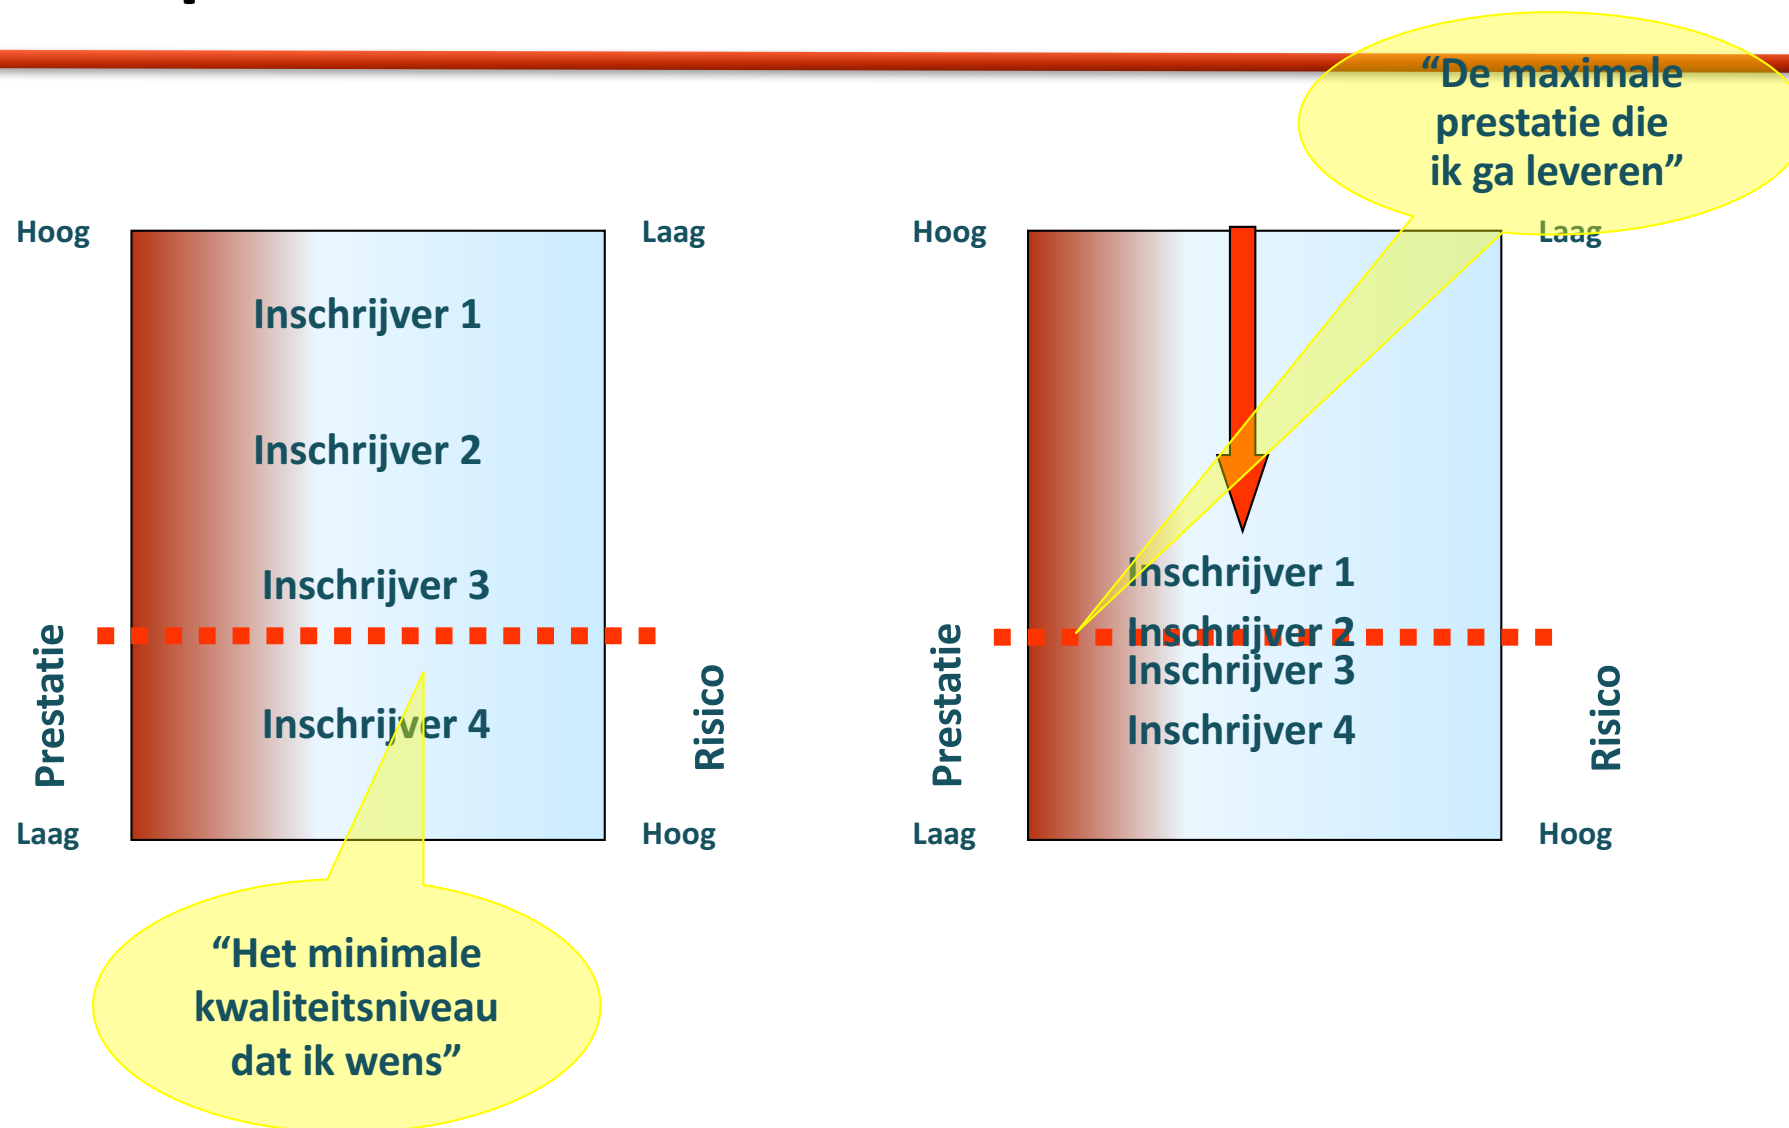 “De maximale
prestatie die
ik ga leveren”
Hoog
Laag
Inschrijver 1
Inschrijver 2
Inschrijver 3
Inschrijver 4
Prestatie
Risico
Laag
Hoog
“Het minimale
kwaliteitsniveau
dat ik wens”
Hoog
Laag
Inschrijver 1
Inschrijver 2
Inschrijver 3
Inschrijver 4
Prestatie
Risico
Laag
Hoog